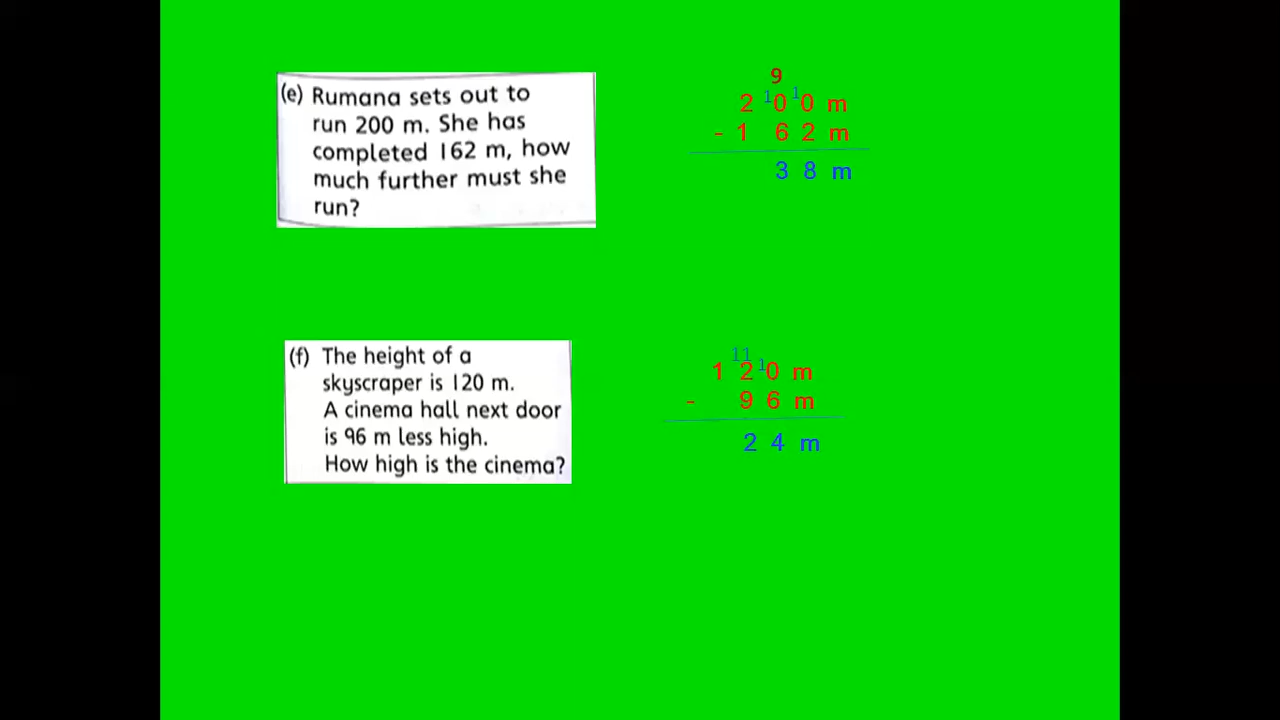 (e) Rumana sets out to
run 200 m. She has
completed 162 m, how
much further must she
run?
9
2 ¹0 ¹0 m
- 1 6 2 m
3 8 m
(f) The height of a
skyscraper is 120 m.
A cinema hall next door
is 96 m less high.
How high is the cinema?
11
1 2 ¹0 m
- 9 6 m
2 4 m